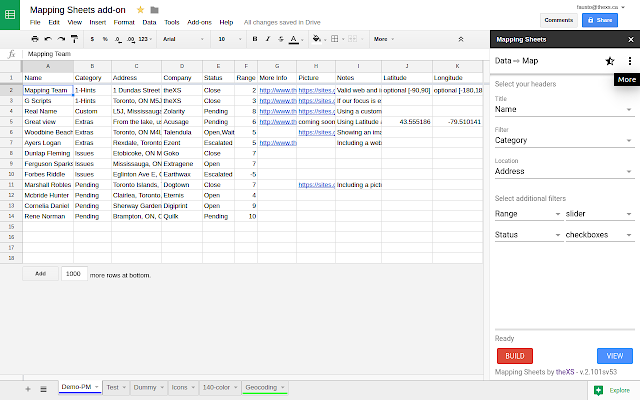 Mapping Sheets add-on
fausto@thexs.ca
File Edit View Insert Format Data Tools Add-ons Help All changes saved in Drive
Comments Share
$ % .0 .00 123 Arial 8 B I S A More
fx Mapping Team
A B C D E F G H I J K
1 Name Category Address Company Status Range More Info Picture Notes Latitude Longitude
2 Mapping Team 1-Hints 1 Dundas Street theXS Close 2 http://www.th https://sites.g Valid web and i optional [-90,90] optional [-180,18
3 G Scripts 1-Hints Toronto, ON M5J theXS Close 3 http://www.th https://sites.g If our focus is e
4 Real Name Custom L5J, Mississauga Zolarity Pending 8 http://www.th https://sites.g Using a custom
5 Great view Extras From the lake, u Acusage Pending 5 http://www.th coming soon Using Latitude 43.555186 -79.510141
6 Woodbine Beach Extras Toronto, ON M4L Talendula Open,Wait 5 https://sites.g Showing an ima
7 Ayers Logan Extras Rexdale, Toronto Ezent Escalated 5 http://www.th Including a web
8 Dunlap Fleming Issues Etobicoke, ON M Goko Close
9 Ferguson Sparks Issues Mississauga, ON Extragene Open 7
10 Forbes Riddle Issues Eglinton Ave E, Earthwax Escalated -5
11 Marshall Robles Pending Toronto Islands, Dogtown Close 7 https://sites.g Including a pict
12 Mcbride Hunter Pending Clairlea, Toronto, Eternis Open 4
13 Cornelia Daniel Pending Sherway Garden Digiprint Open 9
14 Rene Norman Pending Brampton, ON, C Quilk Pending 10
15
16
17
18
Add 1000 more rows at bottom.
Demo-PM Test Dummy Icons 140-color Geocoding
Mapping Sheets
Data ⇨ Map
More
Select your headers
Title
Name
Filter
Category
Location
Address
Select additional filters
Range slider
Status checkboxes
Ready
BUILD VIEW
Mapping Sheets by theXS - v.2.101sv53
Explore